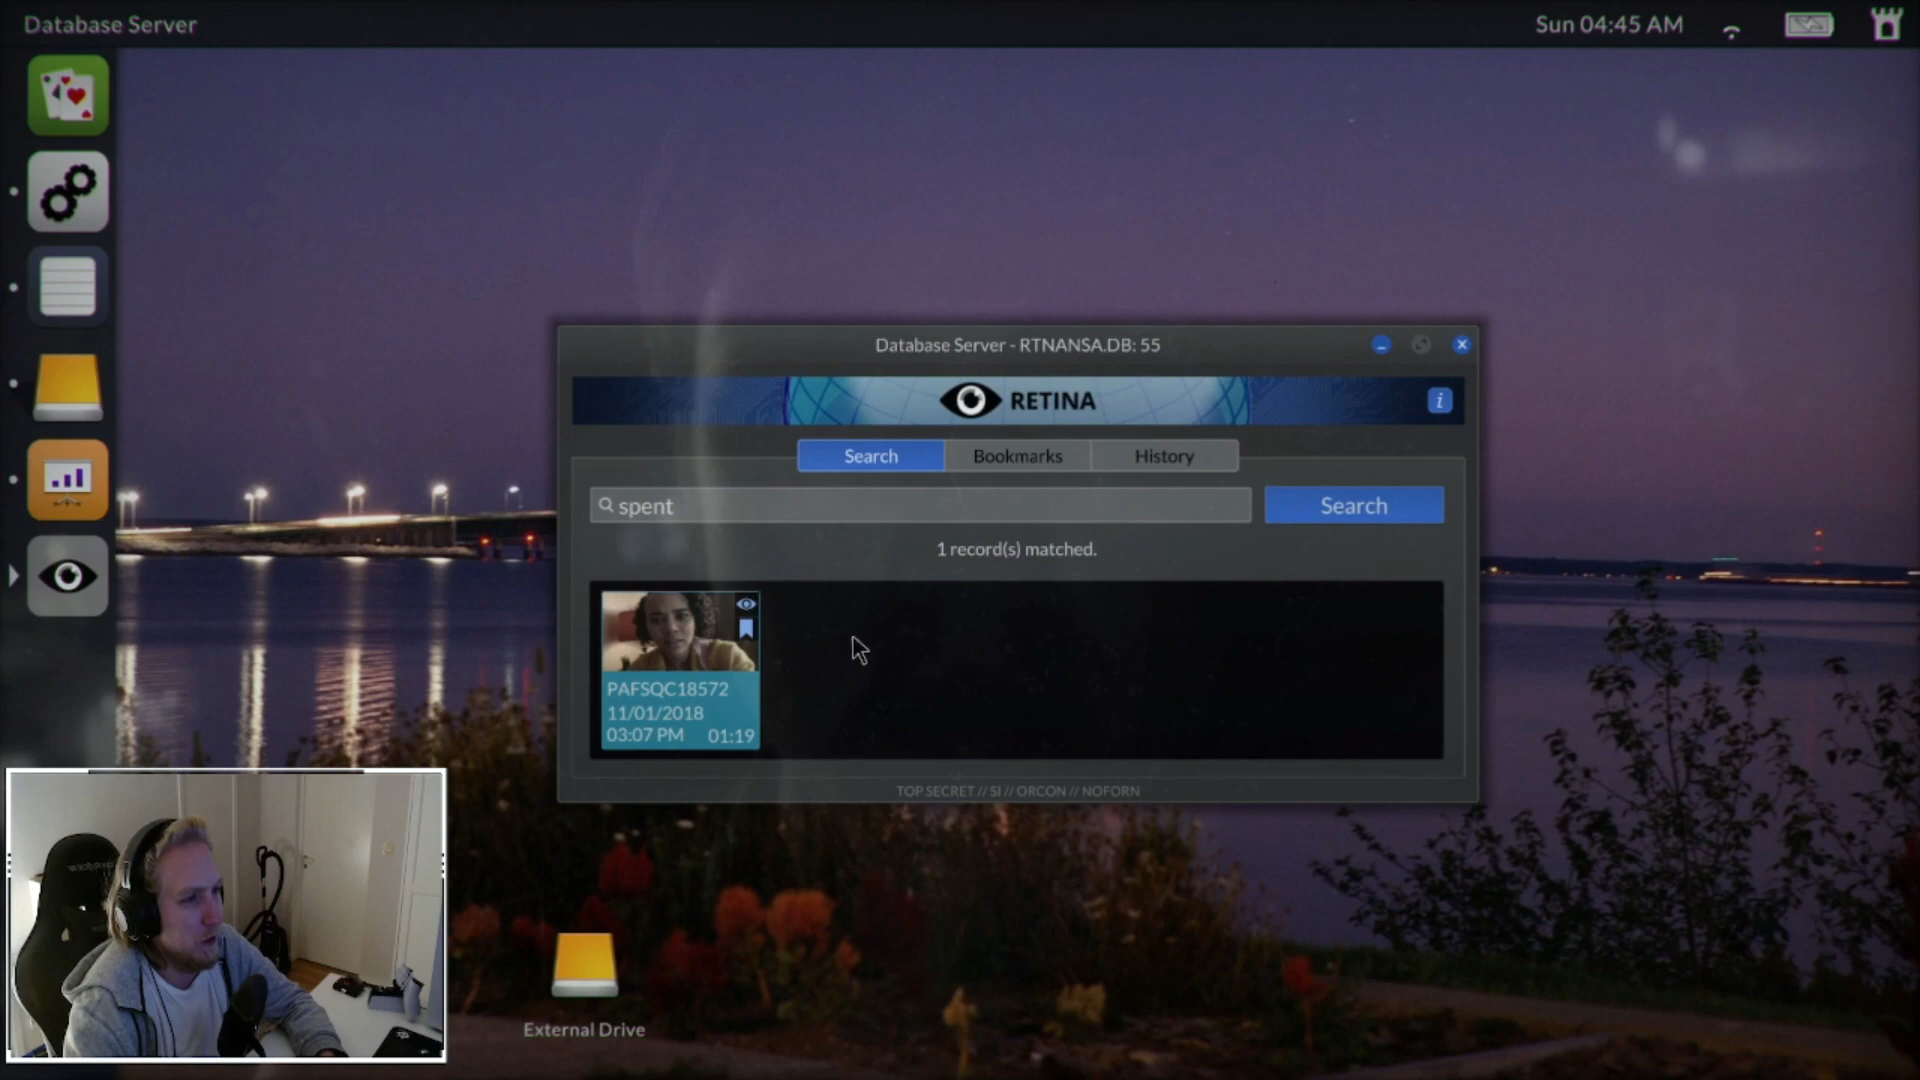 Database Server
Sun 04:45 AM
Database Server - RTNANSA.DB: 55
RETINA
i
Search
Bookmarks
History
spent
Search
1 record(s) matched.
PAFSQC18572
11/01/2018
03:07 PM
01:19
TOP SECRET // SI // ORCON // NOFORN
External Drive